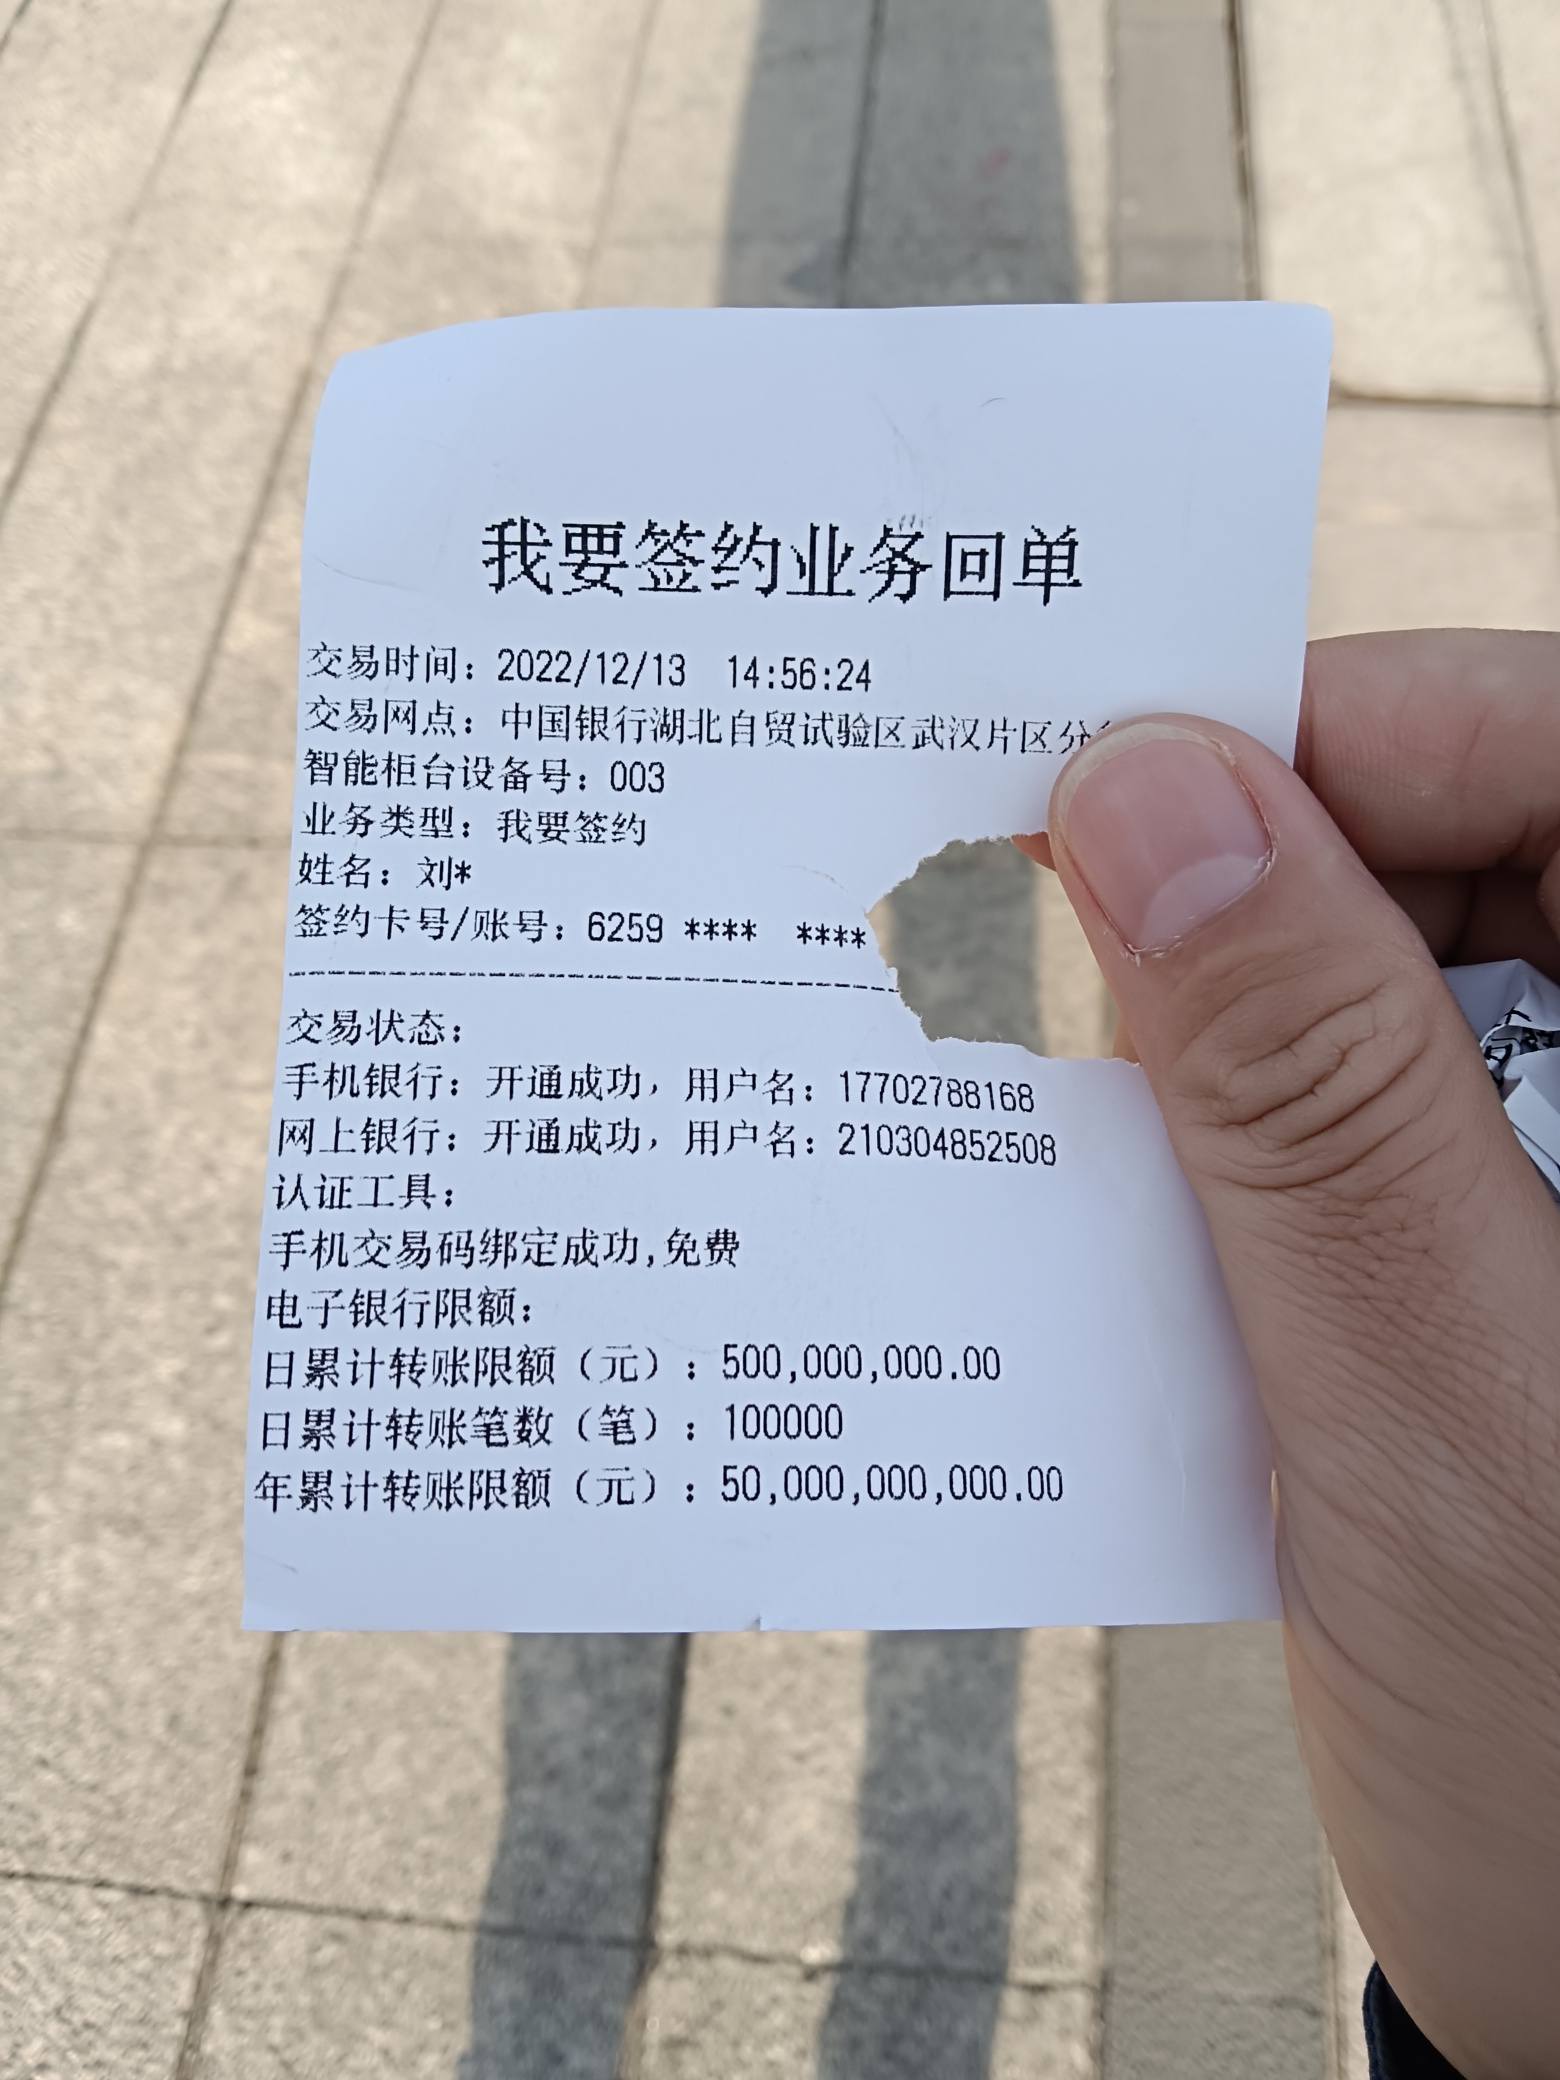 我要签约业务回单
交易时间：2022/12/13 14:56:24
交易网点：中国银行湖北自贸试验区武汉片区分
智能柜台设备号：003
业务类型：我要签约
姓名：刘*
签约卡号/账号：6259 **** ****
交易状态：
手机银行：开通成功，用户名：17702788168
网上银行：开通成功，用户名：210304852508
认证工具：
手机交易码绑定成功,免费
电子银行限额：
日累计转账限额（元）：500,000,000.00
日累计转账笔数（笔）：100000
年累计转账限额（元）：50,000,000,000.00